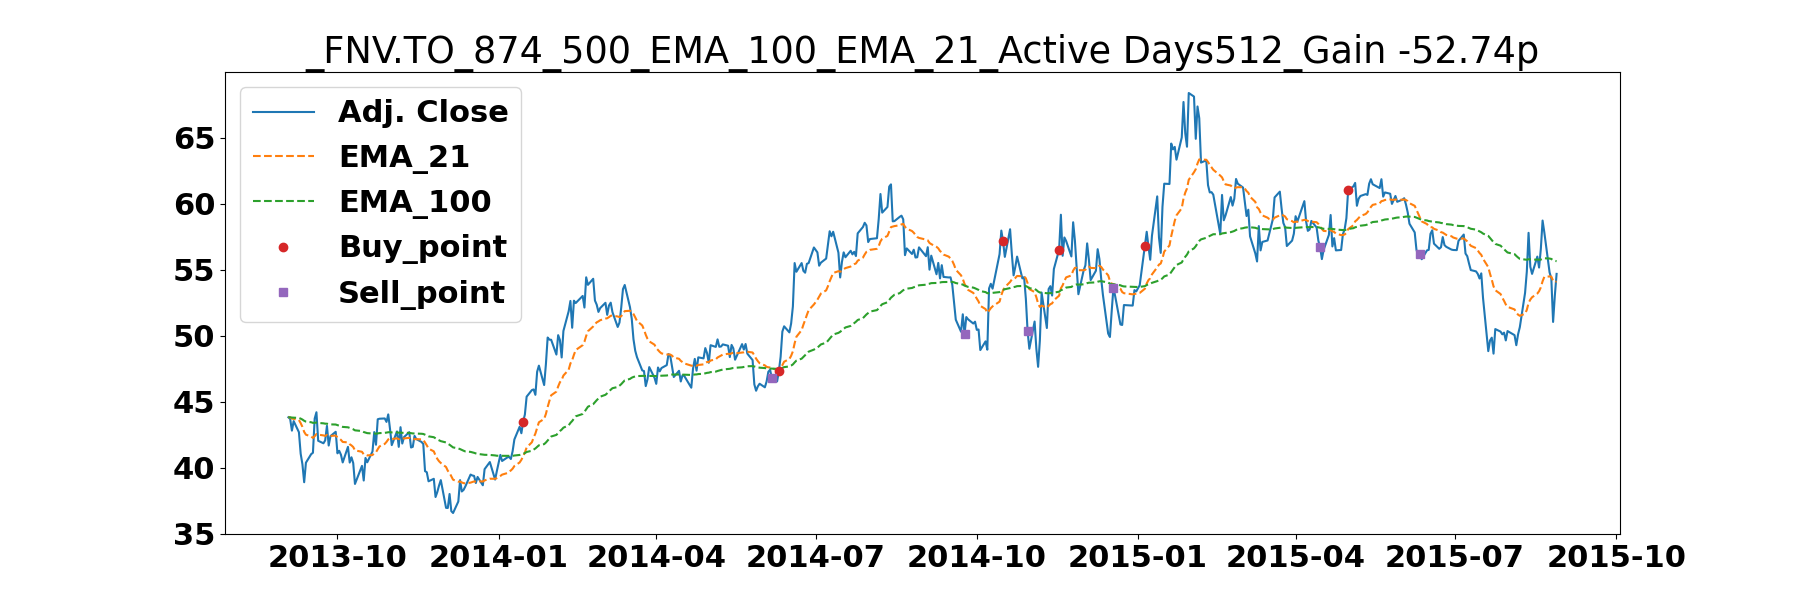 _FNV.TO_874_500_EMA_100_EMA_21_Active Days512_Gain -52.74p
Adj. Close
EMA_21
EMA_100
Buy_point
Sell_point
65
60
55
50
45
40
35
2013-10 2014-01 2014-04 2014-07 2014-10 2015-01 2015-04 2015-07 2015-10